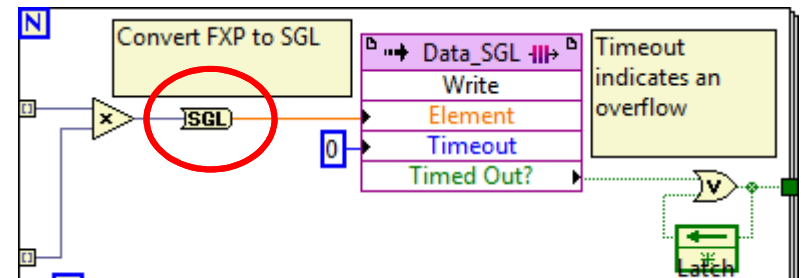 N
Convert FXP to SGL
SGL
Data_SGL
Write
Element
0
Timeout
Timed Out?
Timeout
indicates an
overflow
V
Latch